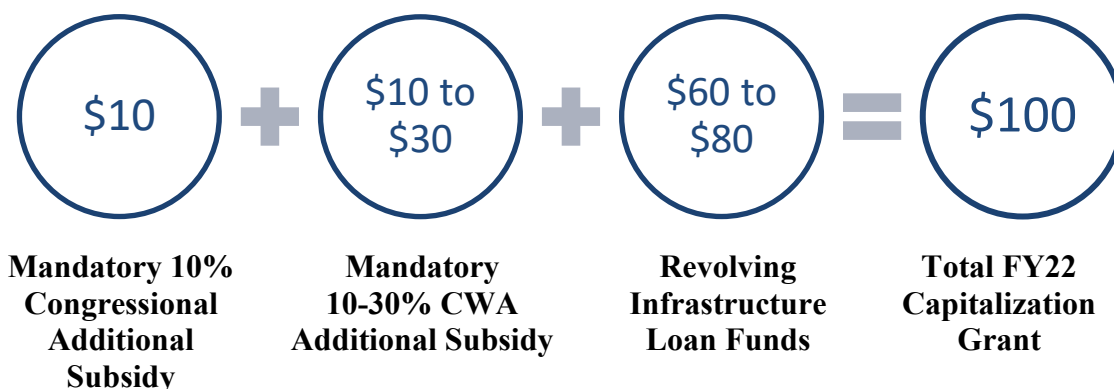 $10
$10 to
$30
$60 to
$80
$100
Mandatory 10%
Congressional
Additional
Subsidy
Mandatory
10-30% CWA
Additional Subsidy
Revolving
Infrastructure
Loan Funds
Total FY22
Capitalization
Grant